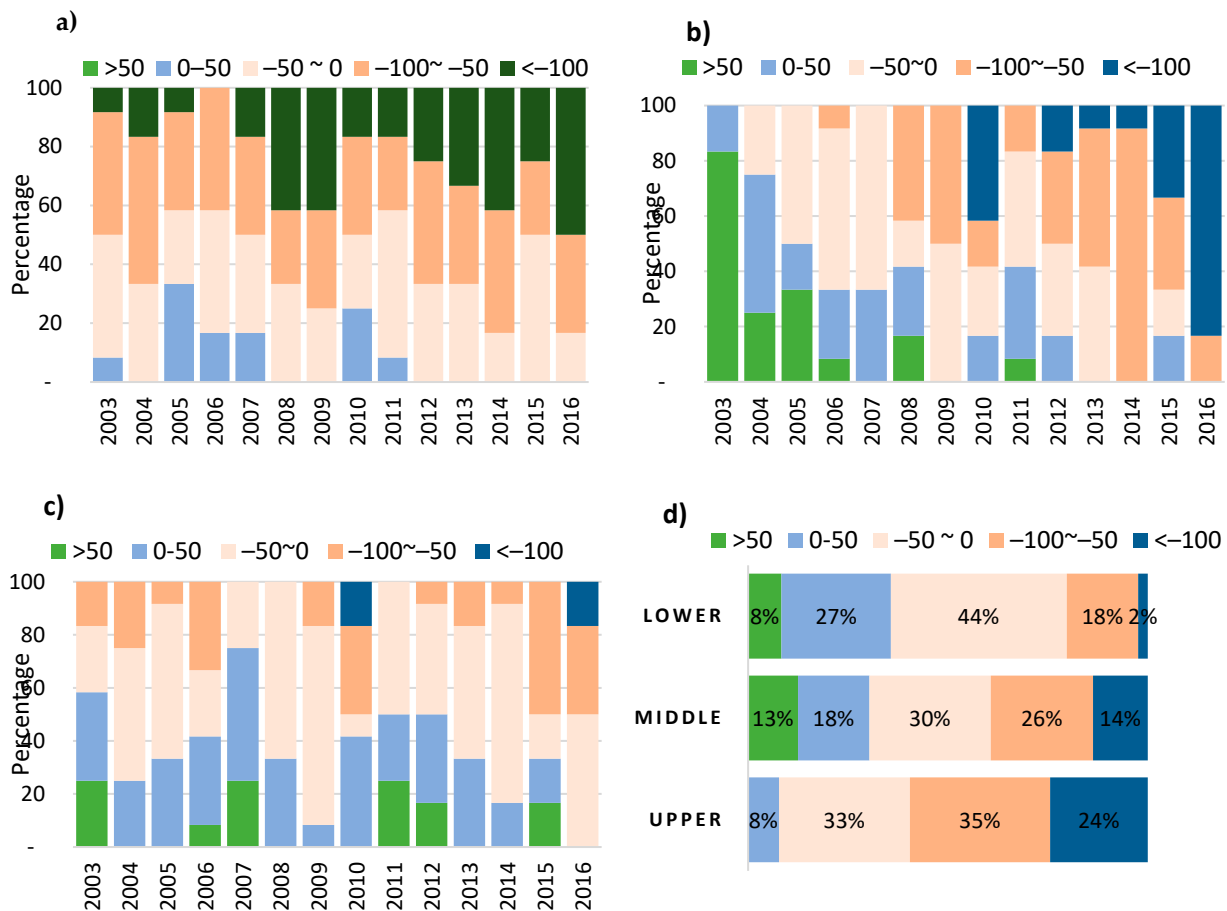 a)
>50 0–50 –50 ~ 0 –100~ –50 <–100
100
80
60
40
20
-
Percentage
2003 2004 2005 2006 2007 2008 2009 2010 2011 2012 2013 2014 2015 2016
b)
>50 0-50 –50~0 –100~–50 <–100
100
80
60
40
20
-
Percentage
2003 2004 2005 2006 2007 2008 2009 2010 2011 2012 2013 2014 2015 2016
c)
>50 0-50 –50~0 –100~–50 <–100
100
80
60
40
20
-
Percentage
2003 2004 2005 2006 2007 2008 2009 2010 2011 2012 2013 2014 2015 2016
d)
>50 0-50 –50 ~ 0 –100~–50 <–100
LOWER 8% 27% 44% 18% 2%
MIDDLE 13% 18% 30% 26% 14%
UPPER 8% 33% 35% 24%